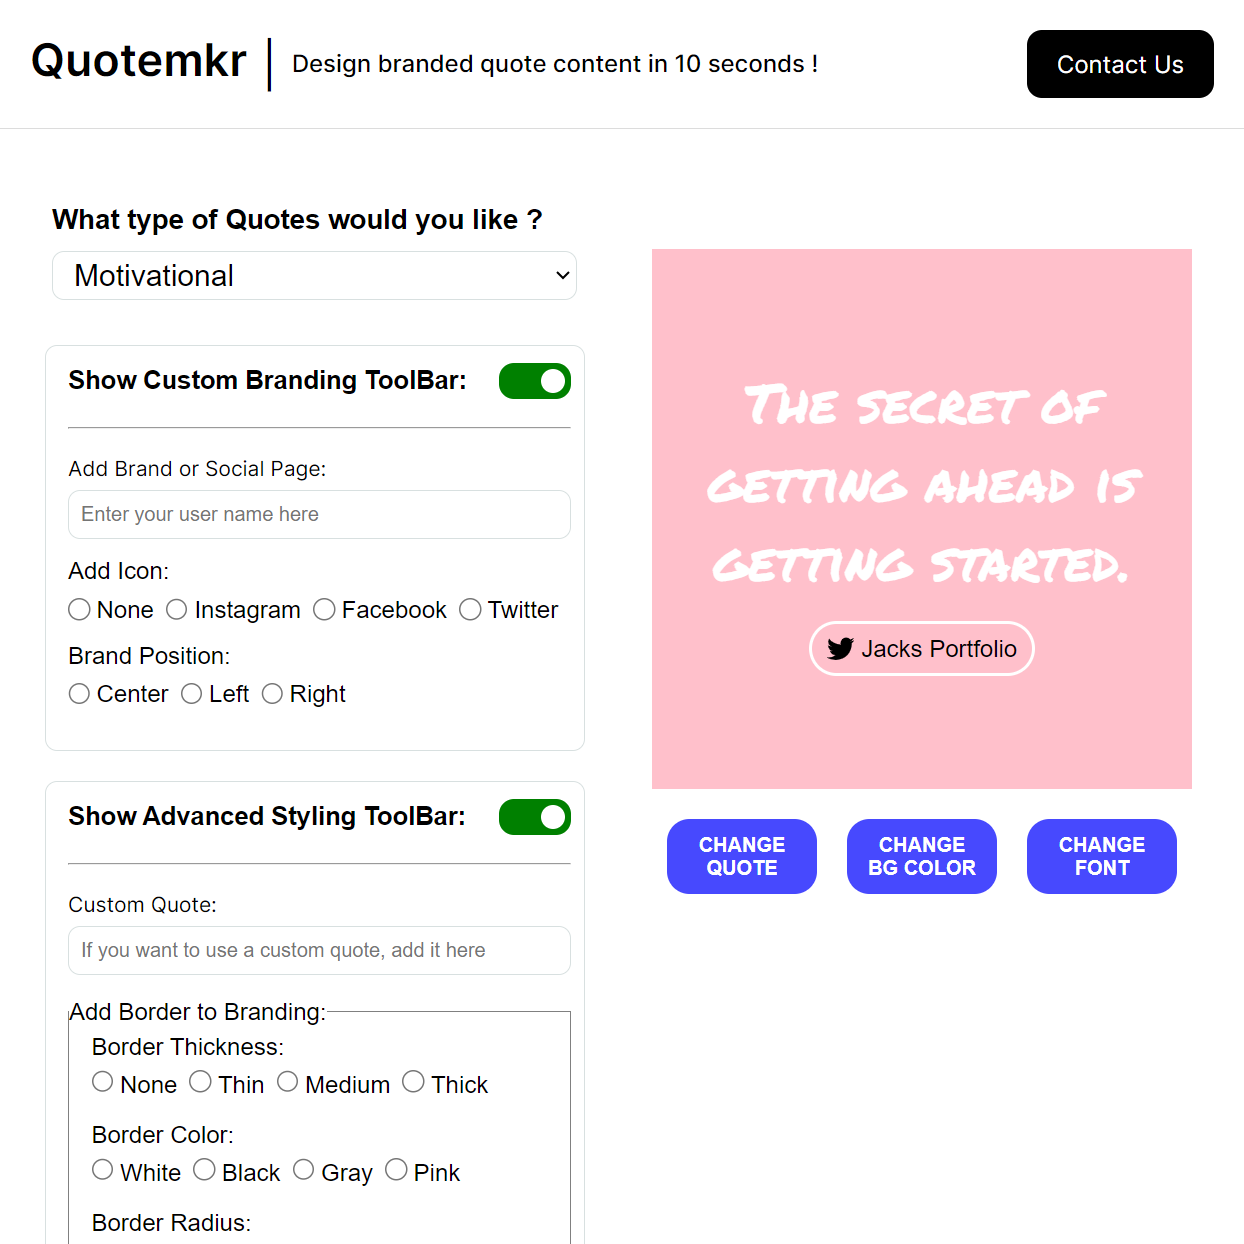 Quotemkr
Design branded quote content in 10 seconds !
Contact Us
What type of Quotes would you like ?
Motivational
Show Custom Branding ToolBar:
Add Brand or Social Page:
Enter your user name here
Add Icon:
None Instagram Facebook Twitter
Brand Position:
Center Left Right
Show Advanced Styling ToolBar:
Custom Quote:
If you want to use a custom quote, add it here
Add Border to Branding:
Border Thickness:
None Thin Medium Thick
Border Color:
White Black Gray Pink
Border Radius:
The secret of
getting ahead is
getting started.
Jacks Portfolio
CHANGE
QUOTE
CHANGE
BG COLOR
CHANGE
FONT